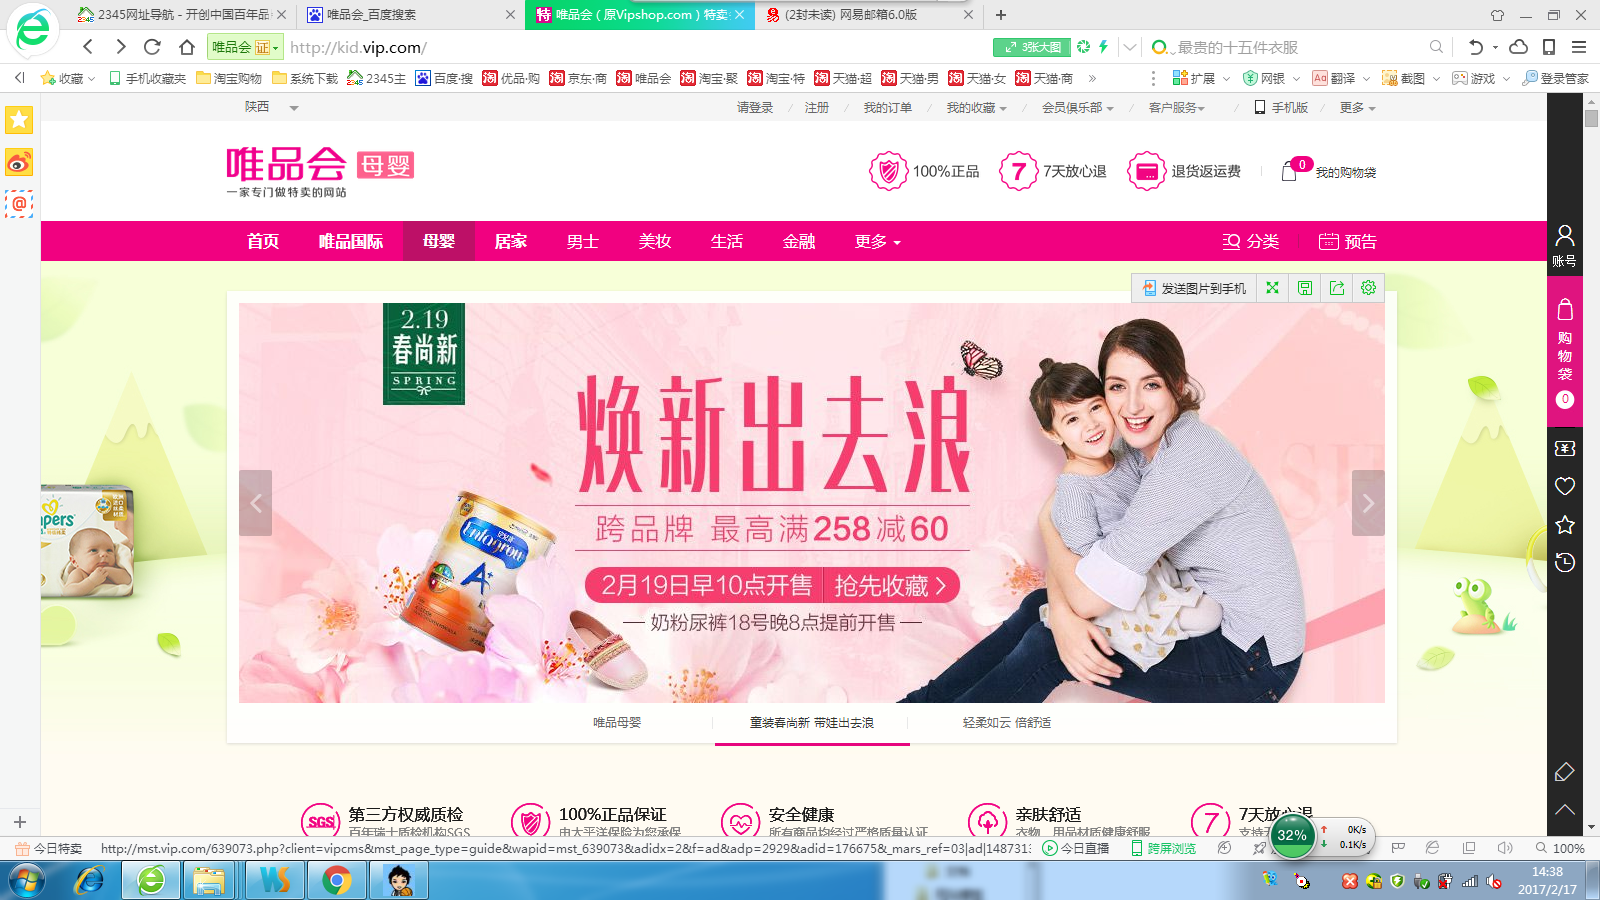 2345网址导航 - 开创中国百年品
唯品会_百度搜索
特 唯品会（原Vipshop.com）特卖
(2封未读) 网易邮箱6.0版
唯品会 证 http://kid.vip.com/
3张大图
最贵的十五件衣服
收藏 手机收藏夹 淘宝购物 系统下载 2345主 百度·搜 淘 优品·购 淘 京东·商 淘 唯品会 淘 淘宝·聚 淘 淘宝·特 淘 天猫·超 淘 天猫·男 淘 天猫·女 淘 天猫·商 » 扩展 网银 Aa 翻译 截图 游戏 登录管家
陕西 请登录 / 注册 / 我的订单 / 我的收藏 / 会员俱乐部 / 客户服务 / 手机版 / 更多
唯品会 母婴
一家专门做特卖的网站
100%正品 7 7天放心退 退货返运费 0 我的购物袋
首页 唯品国际 母婴 居家 男士 美妆 生活 金融 更多 分类 预告
账号
购物袋
0
发送图片到手机
2.19
春尚新
SPRING
焕新出去浪
跨品牌 最高满258减60
2月19日早10点开售 抢先收藏
奶粉尿裤18号晚8点提前开售
Enfagrow
A+
pers
唯品母婴 童装春尚新 带娃出去浪 轻柔如云 倍舒适
SGS 第三方权威质检 100%正品保证 安全健康 亲肤舒适 7 7天放心退
百年瑞士质检机构SGS 由太平洋保险为您承保 所有商品均经过严格质量认证 衣物、用品材质健康舒服 支持
今日特卖 http://mst.vip.com/639073.php?client=vipcms&mst_page_type=guide&wapid=mst_639073&adidx=2&f=ad&adp=2929&adid=176675&_mars_ref=03|ad|1487313 今日直播 跨屏浏览 100%
32% 0K/s
0.1K/s
14:38
2017/2/17